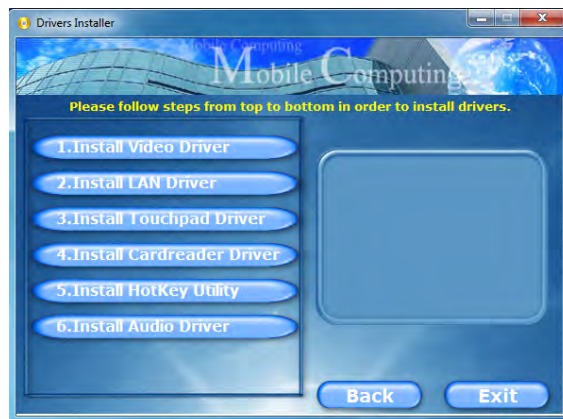 Drivers Installer
Mobile Computing
Mobile Computing
Please follow steps from top to bottom in order to install drivers.
1.Install Video Driver
2.Install LAN Driver
3.Install Touchpad Driver
4.Install Cardreader Driver
5.Install HotKey Utility
6.Install Audio Driver
Back
Exit